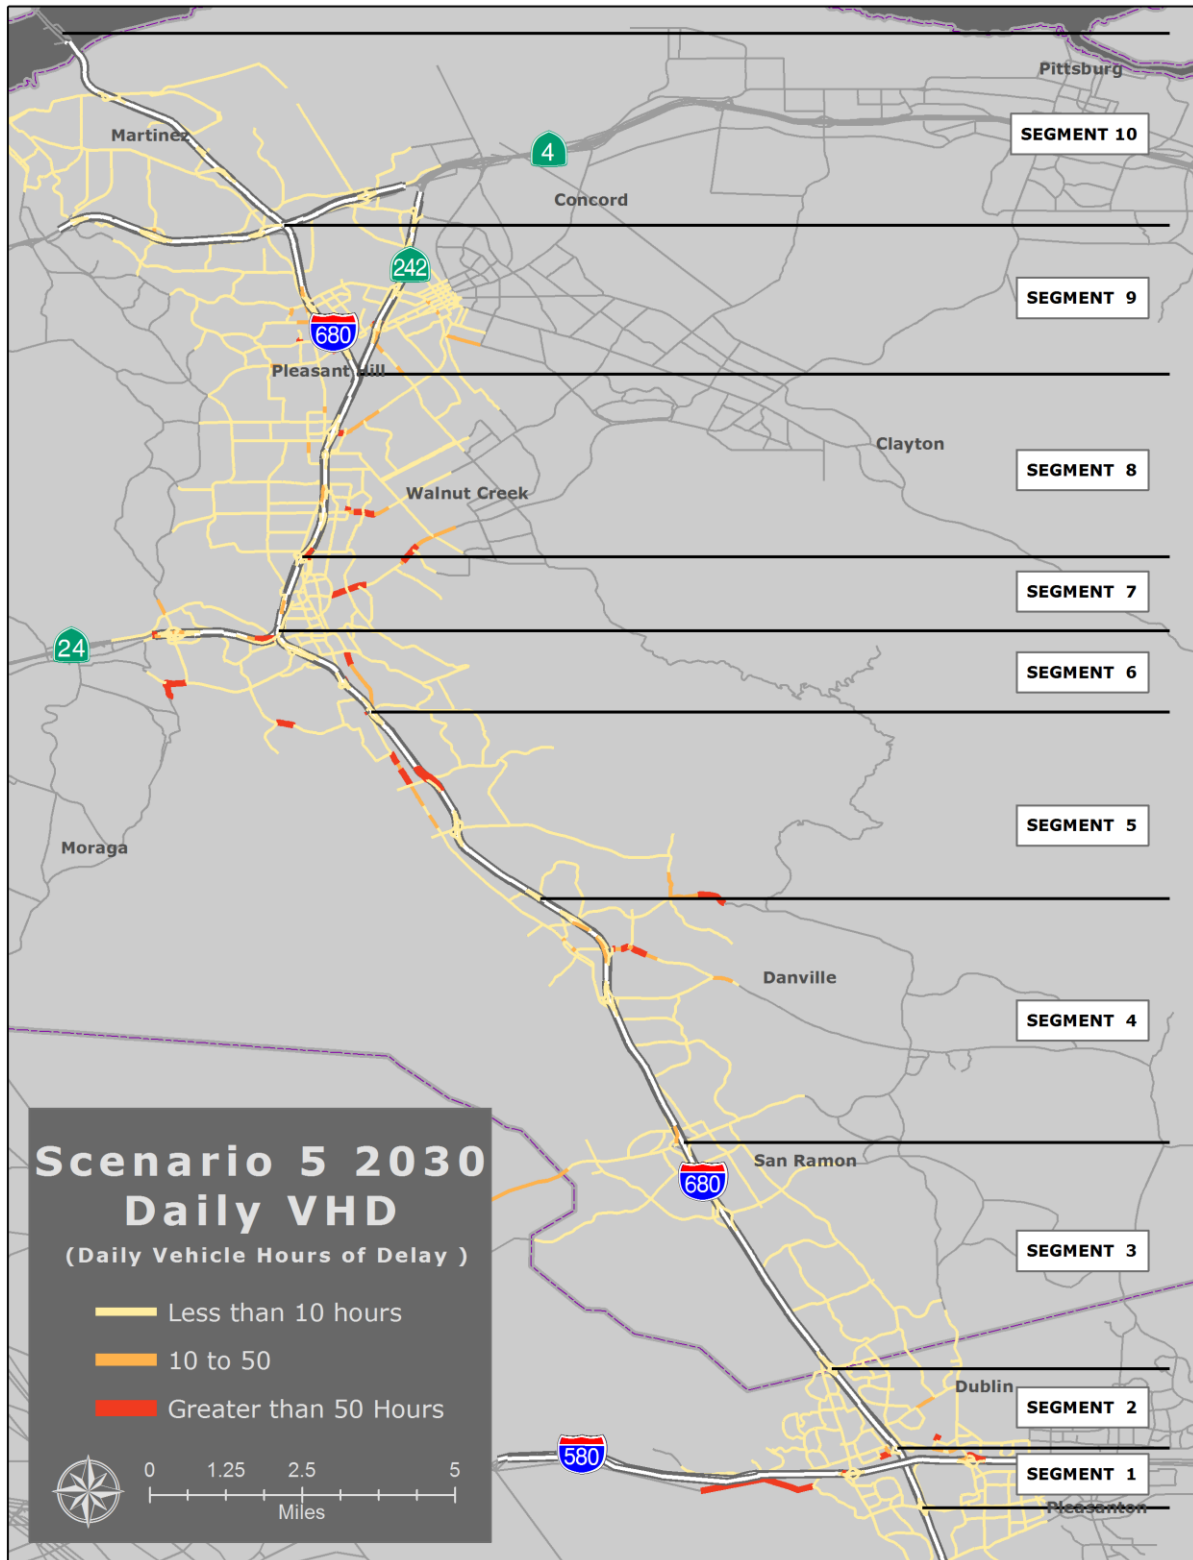 Pittsburg
Martinez
SEGMENT 10
4
Concord
242
SEGMENT 9
680
Pleasant Hill
Clayton
SEGMENT 8
Walnut Creek
SEGMENT 7
24
SEGMENT 6
SEGMENT 5
Moraga
Danville
SEGMENT 4
San Ramon
680
SEGMENT 3
Dublin
SEGMENT 2
580
SEGMENT 1
Pleasanton
Scenario 5 2030
Daily VHD
(Daily Vehicle Hours of Delay )
Less than 10 hours
10 to 50
Greater than 50 Hours
0 1.25 2.5 5
Miles